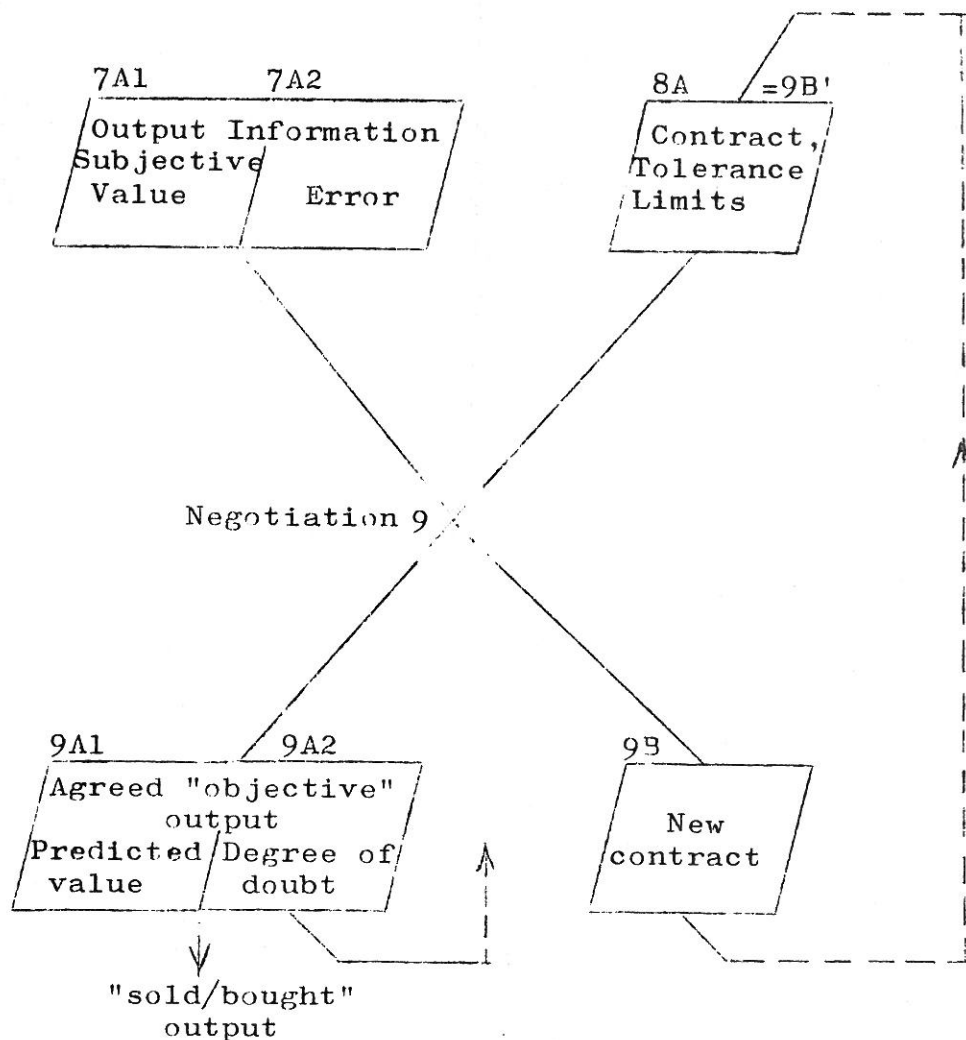 7A1 7A2
Output Information
Subjective
Value Error
8A =9B'
Contract,
Tolerance
Limits
Negotiation 9
9A1 9A2
Agreed "objective"
output
Predicted Degree of
value doubt
9B
New
contract
"sold/bought"
output